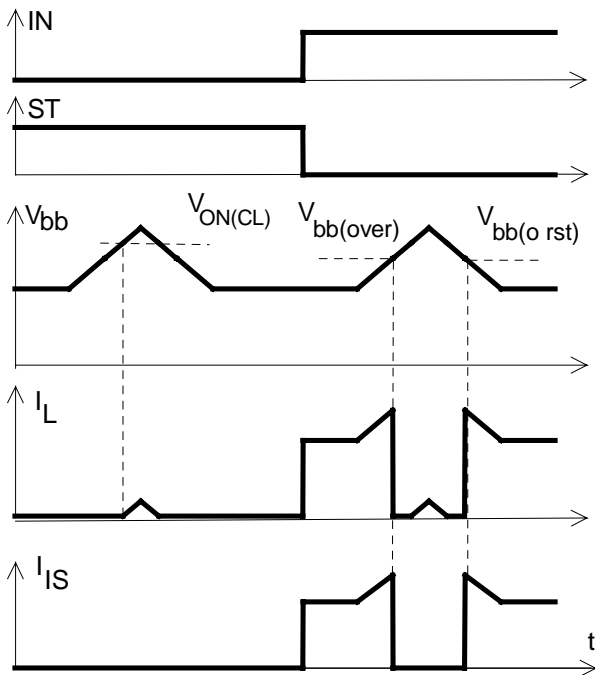 IN
ST
Vbb
VON(CL)
Vbb(over)
Vbb(o rst)
IL
IIS
t